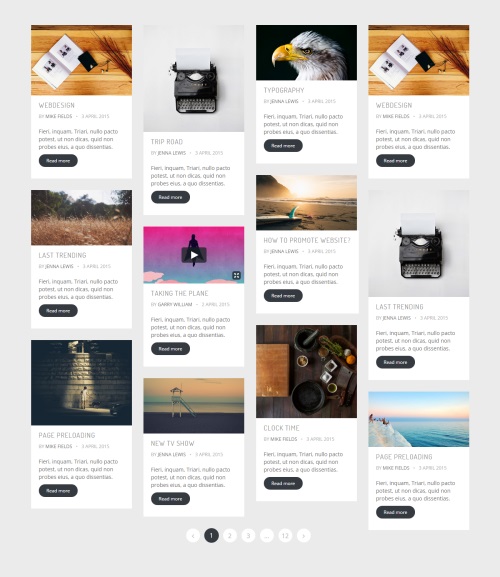 WEBDESIGN
BY MIKE FIELDS • 3 APRIL 2015
Fieri, inquam, Triari, nullo pacto
potest, ut non dicas, quid non
probes eius, a quo dissentias.
Read more
LAST TRENDING
BY JENNA LEWIS • 3 APRIL 2015
Fieri, inquam, Triari, nullo pacto
potest, ut non dicas, quid non
probes eius, a quo dissentias.
Read more
PAGE PRELOADING
BY MIKE FIELDS • 3 APRIL 2015
Fieri, inquam, Triari, nullo pacto
potest, ut non dicas, quid non
probes eius, a quo dissentias.
Read more
TRIP ROAD
BY JENNA LEWIS • 3 APRIL 2015
Fieri, inquam, Triari, nullo pacto
potest, ut non dicas, quid non
probes eius, a quo dissentias.
Read more
TAKING THE PLANE
BY GARRY WILLIAM • 3 APRIL 2015
Fieri, inquam, Triari, nullo pacto
potest, ut non dicas, quid non
probes eius, a quo dissentias.
Read more
NEW TV SHOW
BY JENNA LEWIS • 3 APRIL 2015
Fieri, inquam, Triari, nullo pacto
potest, ut non dicas, quid non
probes eius, a quo dissentias.
Read more
TYPOGRAPHY
BY JENNA LEWIS • 3 APRIL 2015
Fieri, inquam, Triari, nullo pacto
potest, ut non dicas, quid non
probes eius, a quo dissentias.
Read more
HOW TO PROMOTE WEBSITE?
BY JENNA LEWIS • 3 APRIL 2015
Fieri, inquam, Triari, nullo pacto
potest, ut non dicas, quid non
probes eius, a quo dissentias.
Read more
CLOCK TIME
BY MIKE FIELDS • 3 APRIL 2015
Fieri, inquam, Triari, nullo pacto
potest, ut non dicas, quid non
probes eius, a quo dissentias.
Read more
WEBDESIGN
BY MIKE FIELDS • 3 APRIL 2015
Fieri, inquam, Triari, nullo pacto
potest, ut non dicas, quid non
probes eius, a quo dissentias.
Read more
LAST TRENDING
BY JENNA LEWIS • 3 APRIL 2015
Fieri, inquam, Triari, nullo pacto
potest, ut non dicas, quid non
probes eius, a quo dissentias.
Read more
PAGE PRELOADING
BY MIKE FIELDS • 3 APRIL 2015
Fieri, inquam, Triari, nullo pacto
potest, ut non dicas, quid non
probes eius, a quo dissentias.
Read more
‹ 1 2 3 ... 12 ›